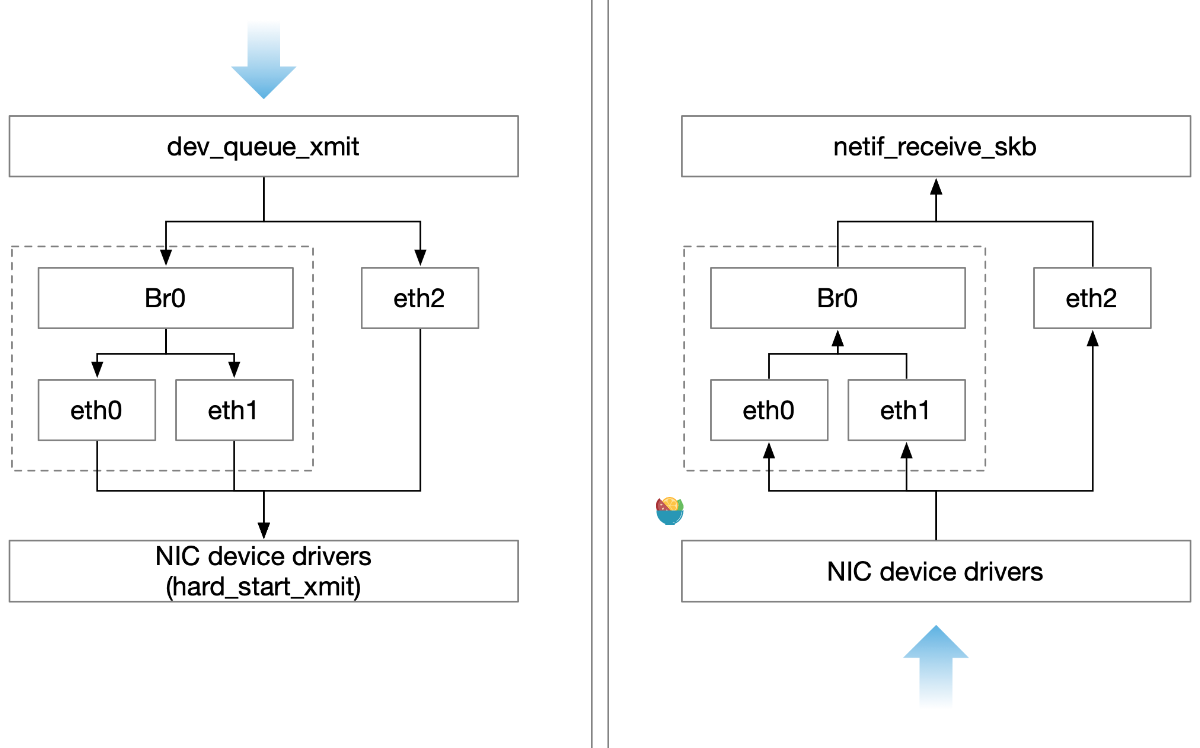 dev_queue_xmit
Br0
eth2
eth0
eth1
NIC device drivers
(hard_start_xmit)
netif_receive_skb
Br0
eth2
eth0
eth1
NIC device drivers